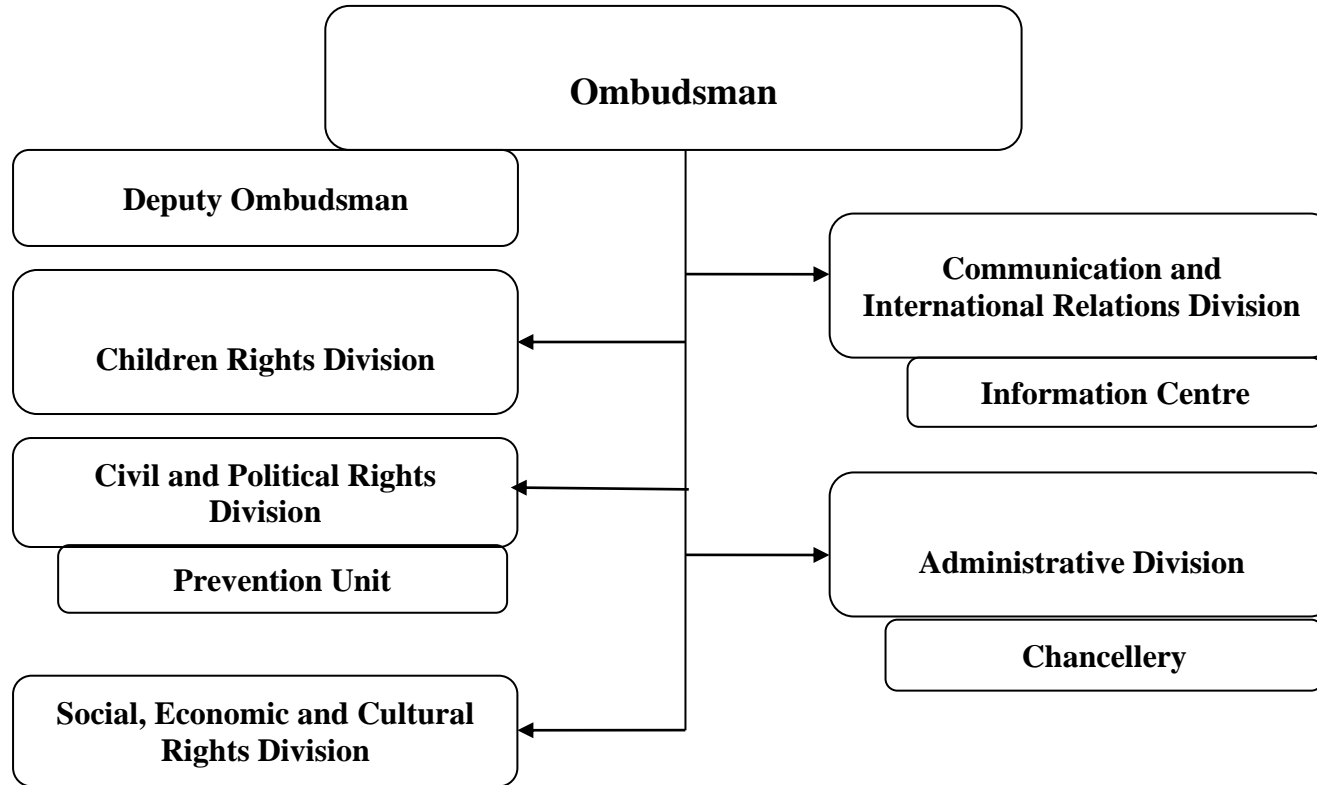 Ombudsman
Deputy Ombudsman
Communication and
International Relations Division
Children Rights Division
Information Centre
Civil and Political Rights
Division
Prevention Unit
Administrative Division
Chancellery
Social, Economic and Cultural
Rights Division